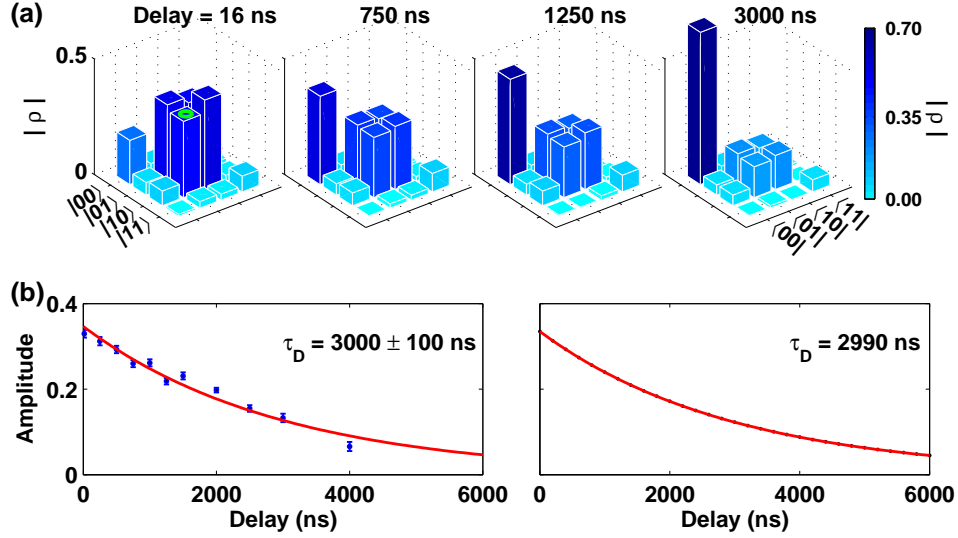 (a) Delay = 16 ns 750 ns 1250 ns 3000 ns
0.5
0
| ρ |
|00⟩
|01⟩
|10⟩
|11⟩
⟨00|
⟨01|
⟨10|
⟨11|
0.70
0.35
0.00
| ρ |
(b)
0.4
0.2
0
Amplitude
τD = 3000 ± 100 ns
0 2000 4000 6000
Delay (ns)
τD = 2990 ns
0 2000 4000 6000
Delay (ns)